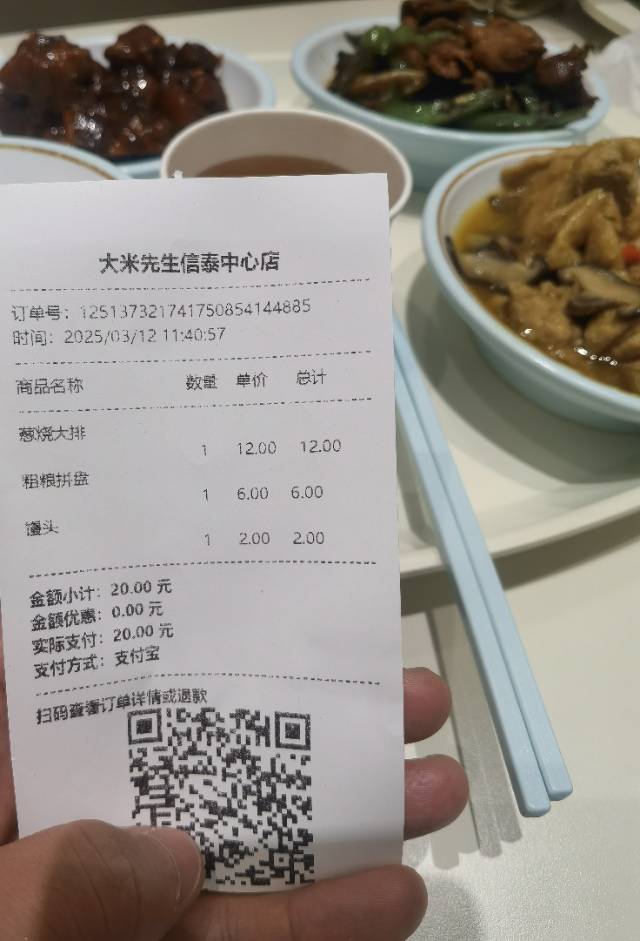 大米先生信泰中心店
订单号：125137321741750854144885
时间：2025/03/12 11:40:57
商品名称 数量 单价 总计
葱烧大排
1 12.00 12.00
粗粮拼盘
1 6.00 6.00
馒头
1 2.00 2.00
金额小计：20.00 元
金额优惠：0.00 元
实际支付：20.00 元
支付方式：支付宝
扫码查看订单详情或退款